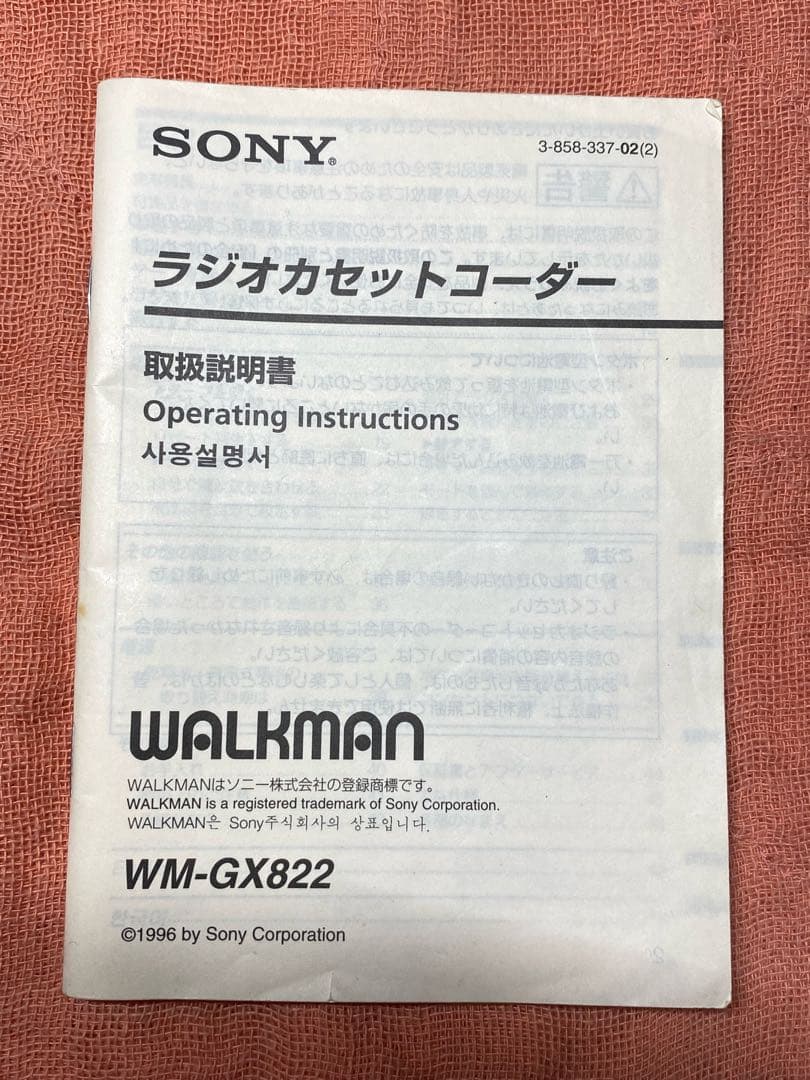 SONY®
3-858-337-02(2)
ラジオカセットコーダー
取扱説明書
Operating Instructions
사용설명서
WALKMAN
WALKMANはソニー株式会社の登録商標です。
WALKMAN is a registered trademark of Sony Corporation.
WALKMAN은 Sony주식회사의 상표입니다.
WM-GX822
©1996 by Sony Corporation